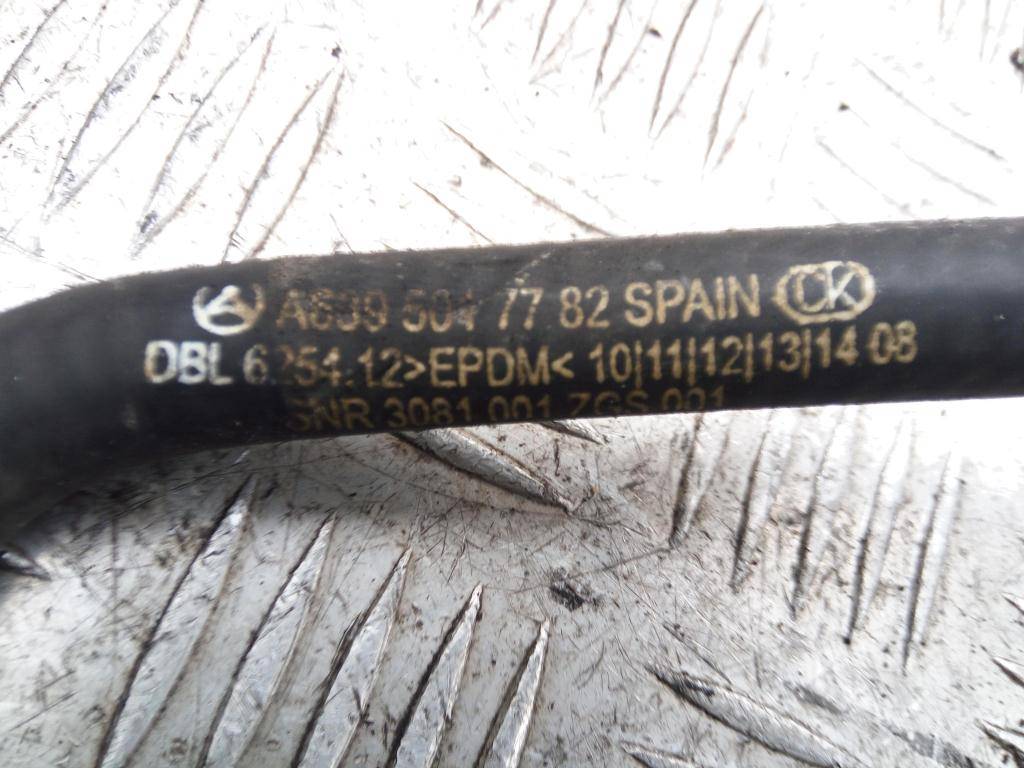 A639 77 82 SPAIN CK
DBL 6254.12 >EPDM< 10|11|12|13|14 08
SNR 3081 001 ZGS 001